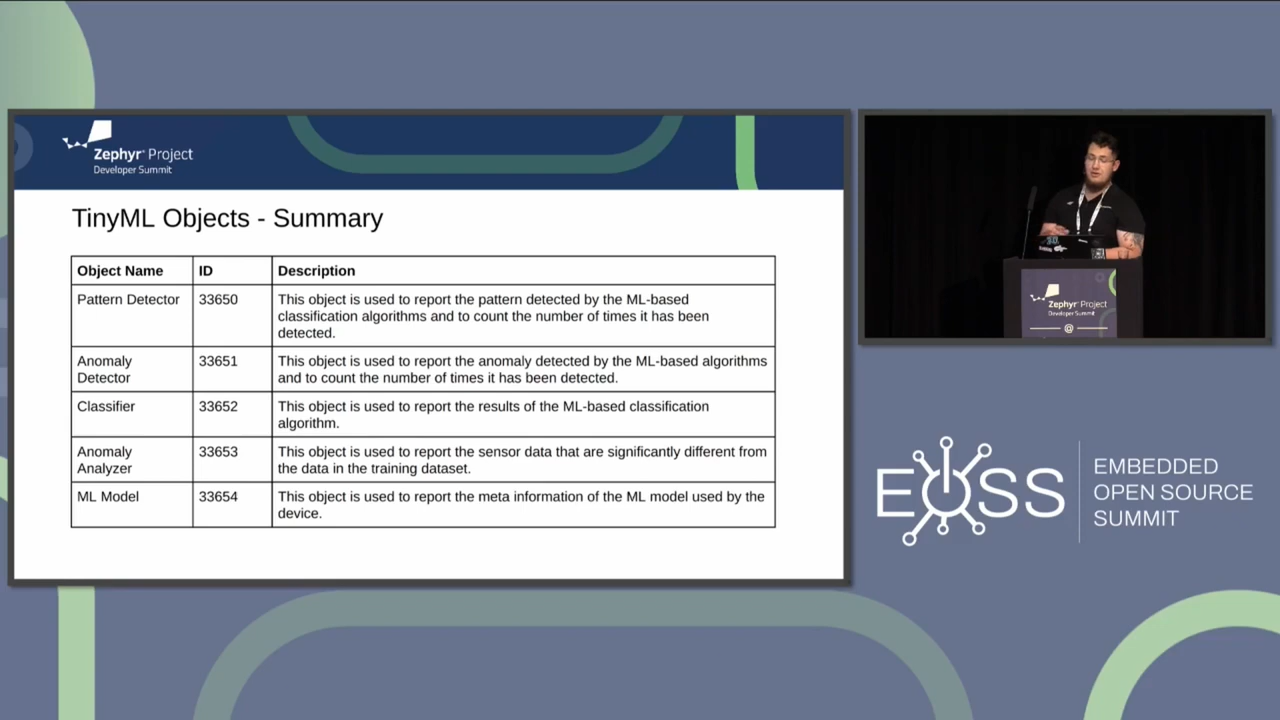 Zephyr® Project
Developer Summit
TinyML Objects - Summary
Object Name ID Description
Pattern Detector 33650 This object is used to report the pattern detected by the ML-based
classification algorithms and to count the number of times it has been
detected.
Anomaly 33651 This object is used to report the anomaly detected by the ML-based algorithms
Detector and to count the number of times it has been detected.
Classifier 33652 This object is used to report the results of the ML-based classification
algorithm.
Anomaly 33653 This object is used to report the sensor data that are significantly different from
Analyzer the data in the training dataset.
ML Model 33654 This object is used to report the meta information of the ML model used by the
device.
Zephyr® Project
Developer Summit
EOSS
EMBEDDED
OPEN SOURCE
SUMMIT